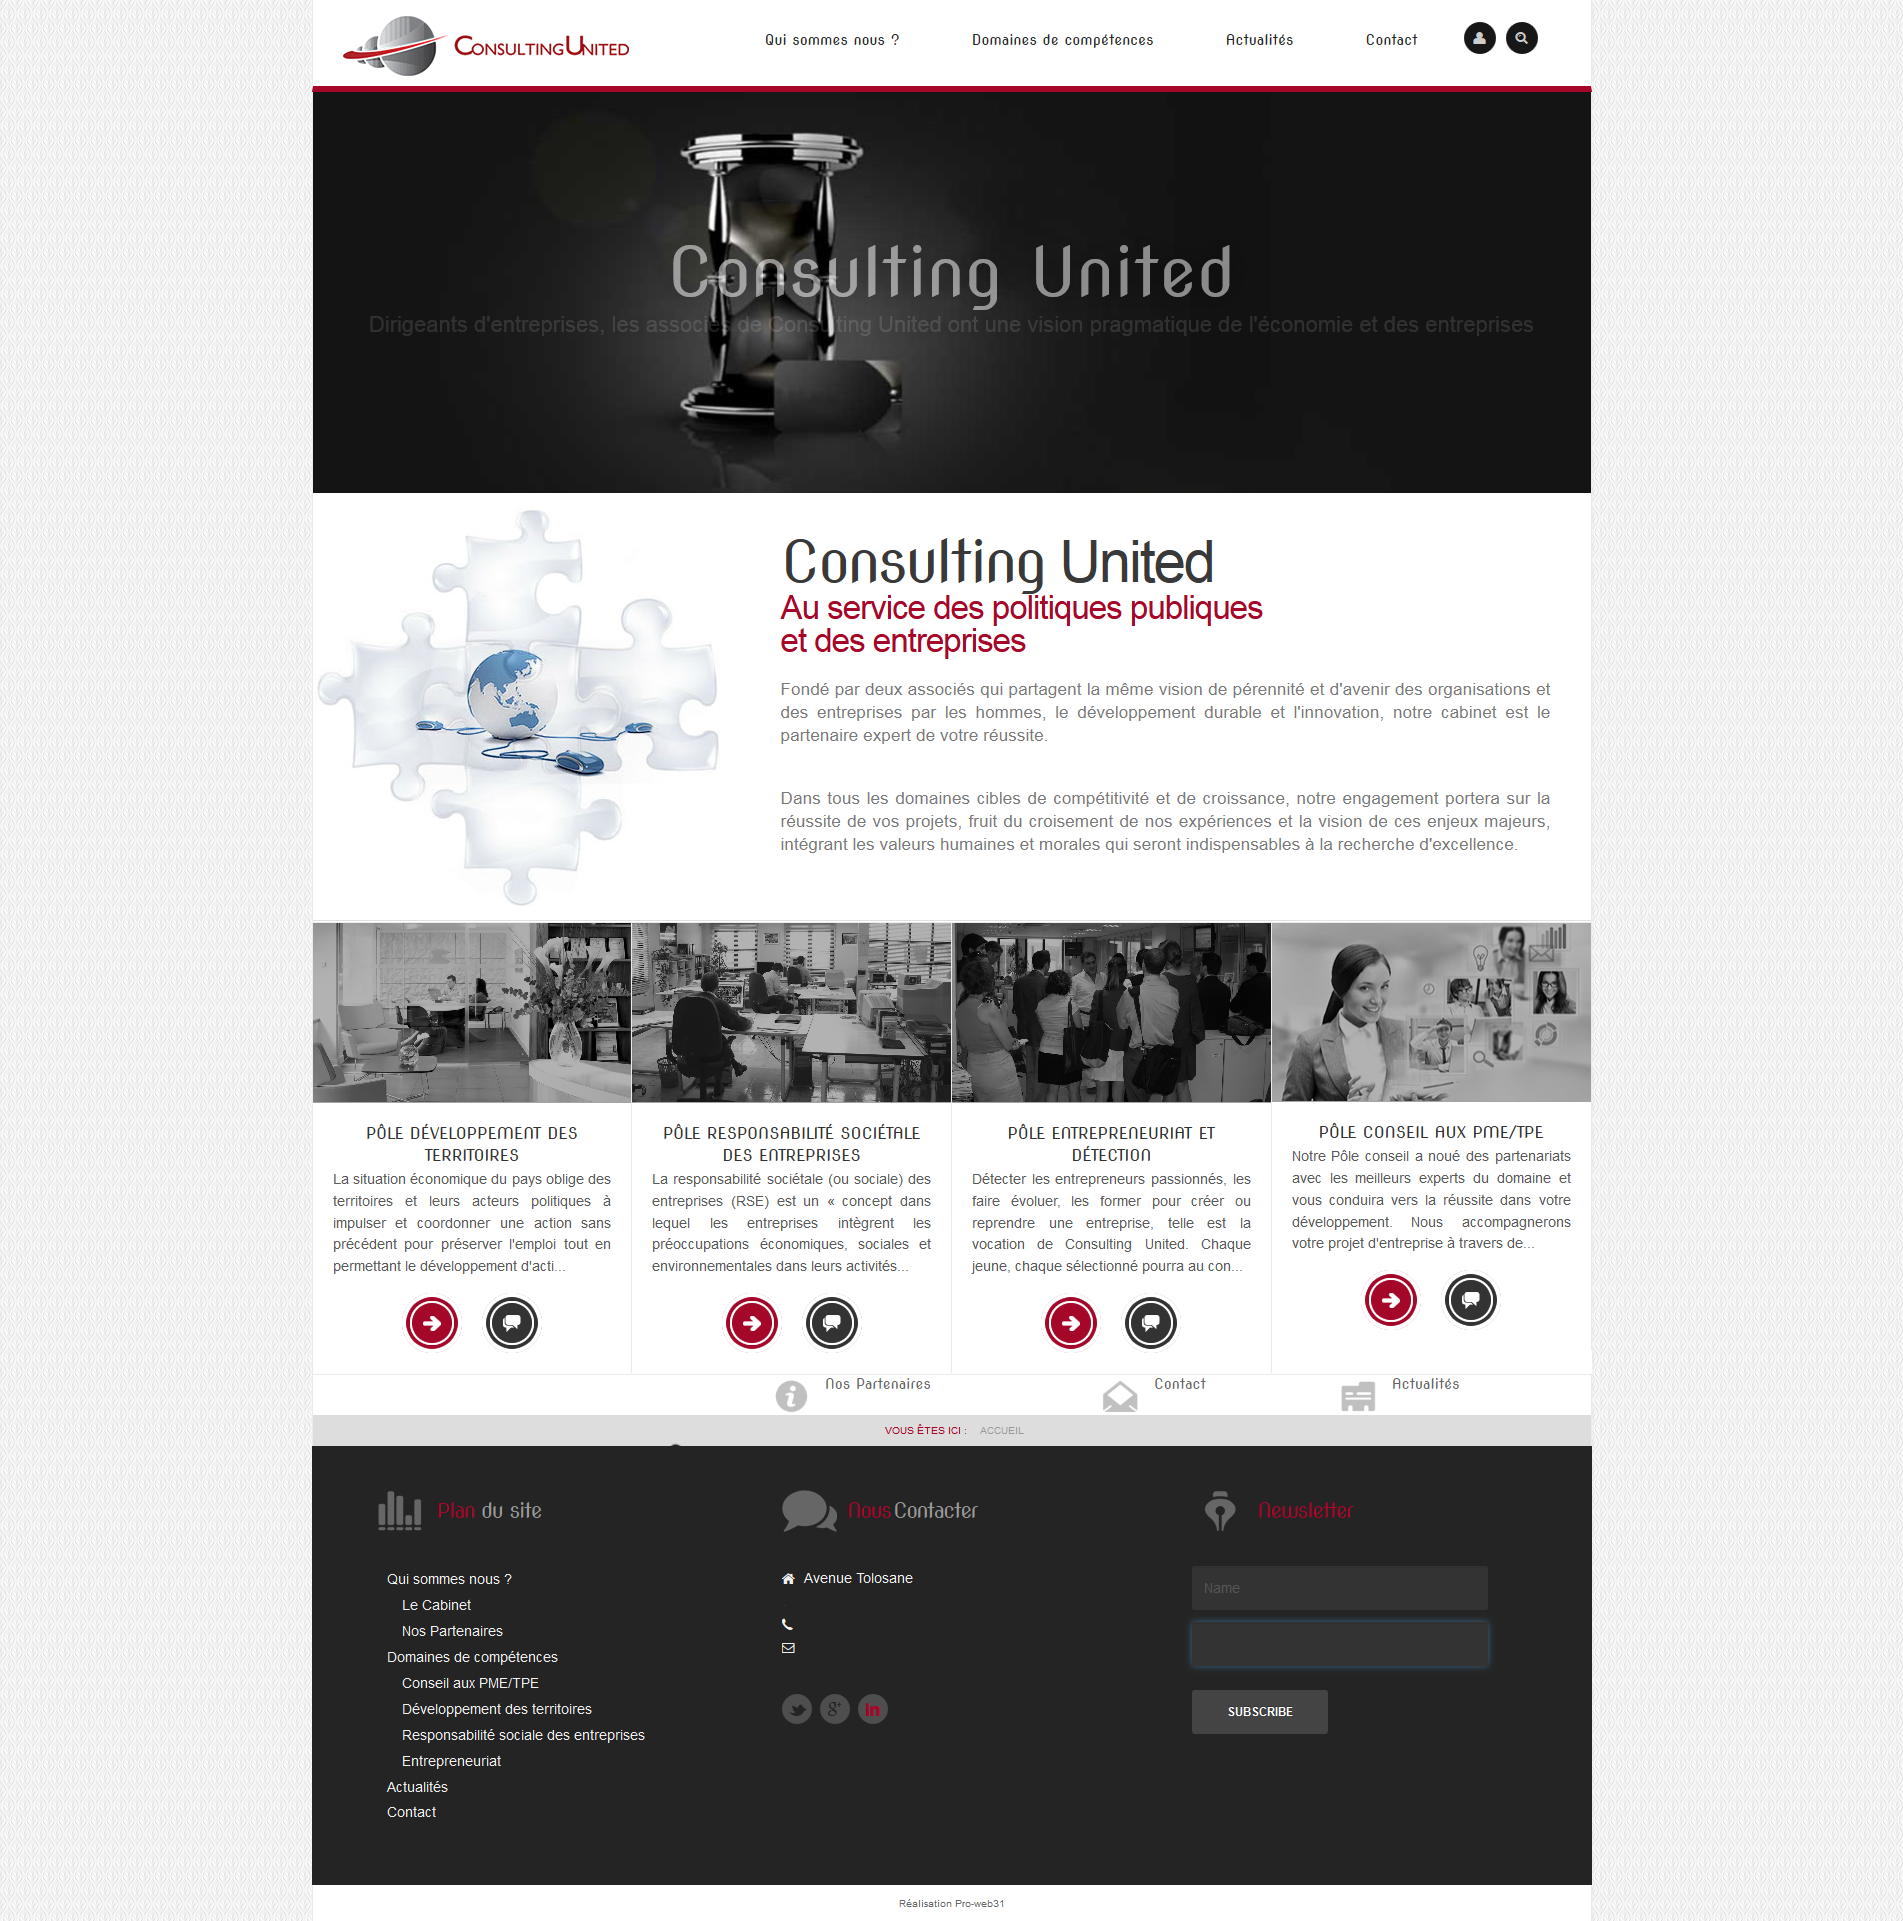 CONSULTINGUNITED
Qui sommes nous ?
Domaines de compétences
Actualités
Contact
Consulting United
Dirigeants d'entreprises, les associés de Consulting United ont une vision pragmatique de l'économie et des entreprises
Consulting United
Au service des politiques publiques
et des entreprises
Fondé par deux associés qui partagent la même vision de pérennité et d'avenir des organisations et
des entreprises par les hommes, le développement durable et l'innovation, notre cabinet est le
partenaire expert de votre réussite.
Dans tous les domaines cibles de compétitivité et de croissance, notre engagement portera sur la
réussite de vos projets, fruit du croisement de nos expériences et la vision de ces enjeux majeurs,
intégrant les valeurs humaines et morales qui seront indispensables à la recherche d'excellence.
PÔLE DÉVELOPPEMENT DES
TERRITOIRES
La situation économique du pays oblige des
territoires et leurs acteurs politiques à
impulser et coordonner une action sans
précédent pour préserver l'emploi tout en
permettant le développement d'acti...
PÔLE RESPONSABILITÉ SOCIÉTALE
DES ENTREPRISES
La responsabilité sociétale (ou sociale) des
entreprises (RSE) est un « concept dans
lequel les entreprises intègrent les
préoccupations économiques, sociales et
environnementales dans leurs activités...
PÔLE ENTREPRENEURIAT ET
DÉTECTION
Détecter les entrepreneurs passionnés, les
faire évoluer, les former pour créer ou
reprendre une entreprise, telle est la
vocation de Consulting United. Chaque
jeune, chaque sélectionné pourra au con...
PÔLE CONSEIL AUX PME/TPE
Notre Pôle conseil a noué des partenariats
avec les meilleurs experts du domaine et
vous conduira vers la réussite dans votre
développement. Nous accompagnerons
votre projet d'entreprise à travers de...
Nos Partenaires
Contact
Actualités
VOUS ÊTES ICI : ACCUEIL
Plan du site
Qui sommes nous ?
Le Cabinet
Nos Partenaires
Domaines de compétences
Conseil aux PME/TPE
Développement des territoires
Responsabilité sociale des entreprises
Entrepreneuriat
Actualités
Contact
Nous Contacter
Avenue Tolosane
g+
in
Newsletter
Name
SUBSCRIBE
Réalisation Pro-web31